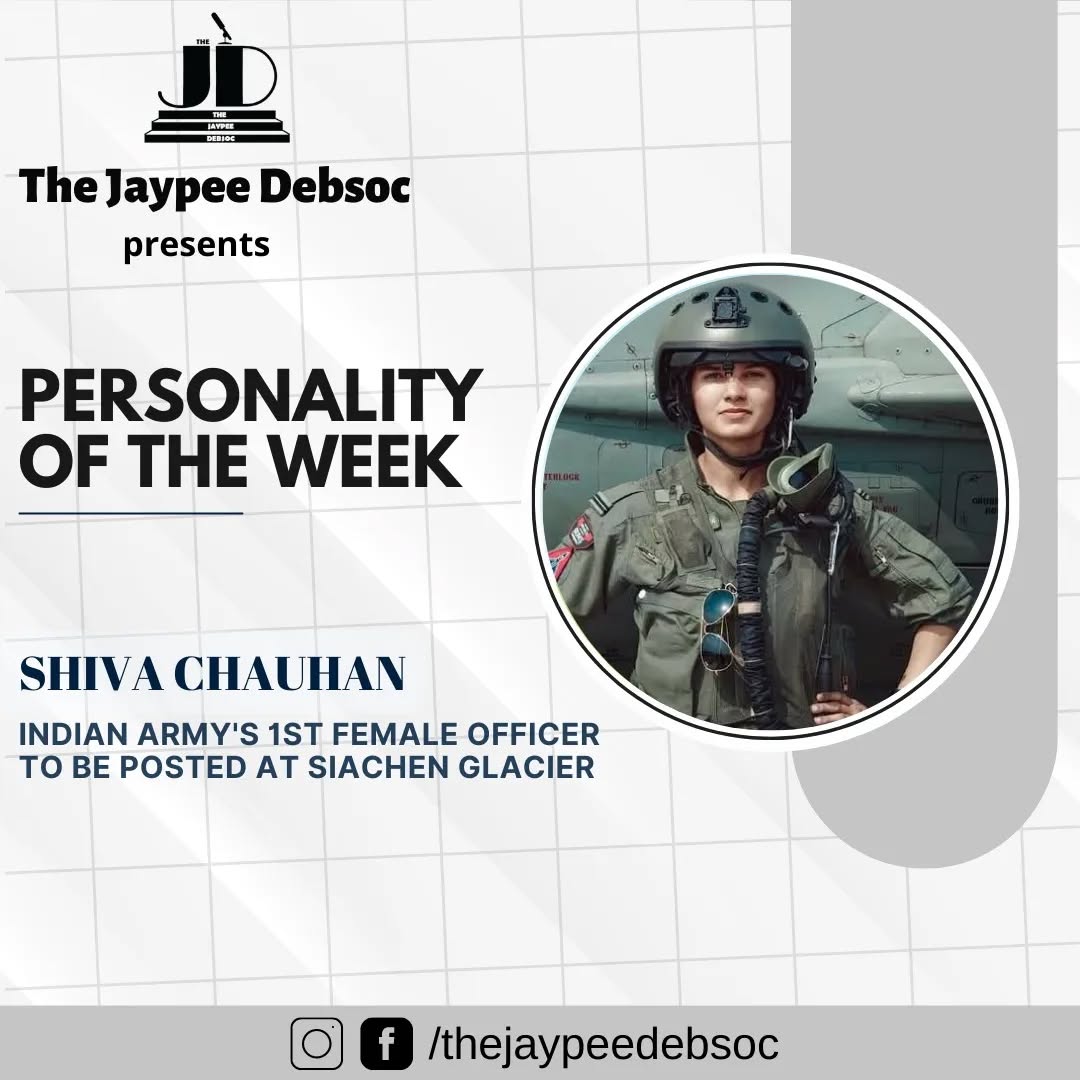 THE
JD
THE
JAYPEE
DEBSOC
The Jaypee Debsoc
presents
PERSONALITY
OF THE WEEK
SHIVA CHAUHAN
INDIAN ARMY'S 1ST FEMALE OFFICER
TO BE POSTED AT SIACHEN GLACIER
/thejaypeedebsoc